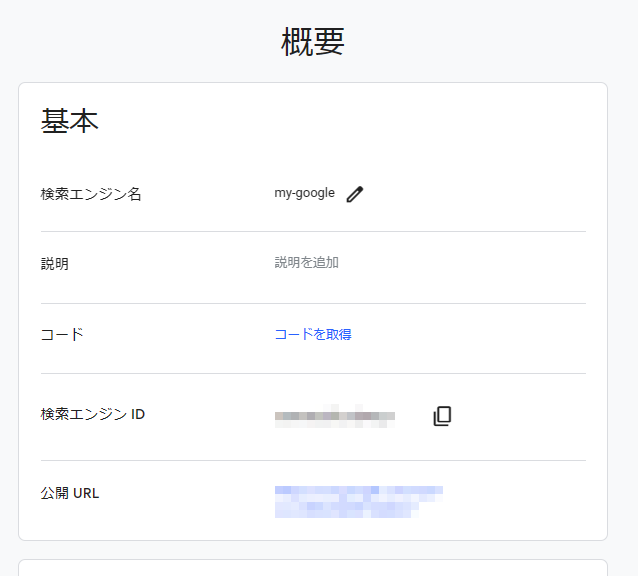 概要
基本
検索エンジン名
my-google
説明
説明を追加
コード
コードを取得
検索エンジン ID
公開 URL